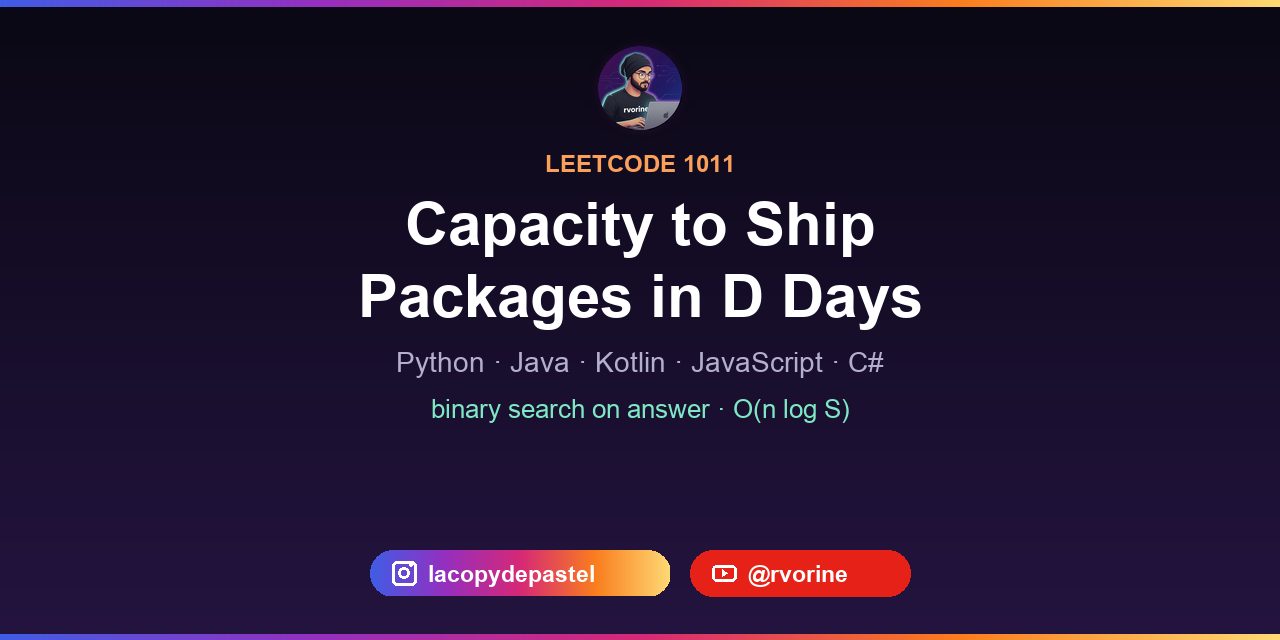 rvorine
LEETCODE 1011
Capacity to Ship
Packages in D Days
Python · Java · Kotlin · JavaScript · C#
binary search on answer · O(n log S)
lacopydepastel
@rvorine